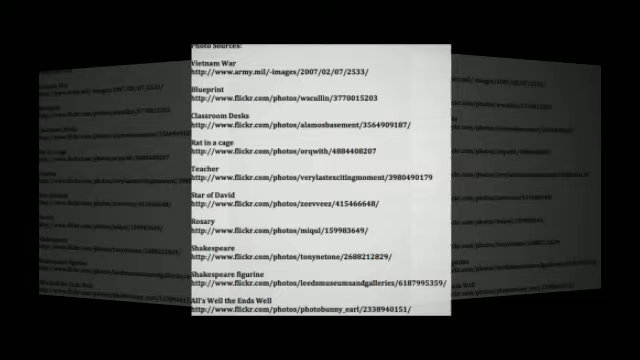 Photo Sources:
Vietnam War
http://www.army.mil/-images/2007/02/07/2533/
Blueprint
http://www.flickr.com/photos/wscullin/3770015203
Classroom Desks
http://www.flickr.com/photos/alamosbasement/3564909187/
Rat in a cage
http://www.flickr.com/photos/orqwith/4884408207
Teacher
http://www.flickr.com/photos/verylastexcitingmoment/3980490179
Star of David
http://www.flickr.com/photos/zeevveez/415466648/
Rosary
http://www.flickr.com/photos/miqul/159983649/
Shakespeare
http://www.flickr.com/photos/tonynetone/2688212829/
Shakespeare figurine
http://www.flickr.com/photos/leedsmuseumsandgalleries/6187995359/
All's Well the Ends Well
http://www.flickr.com/photos/photobunny_earl/2338940151/